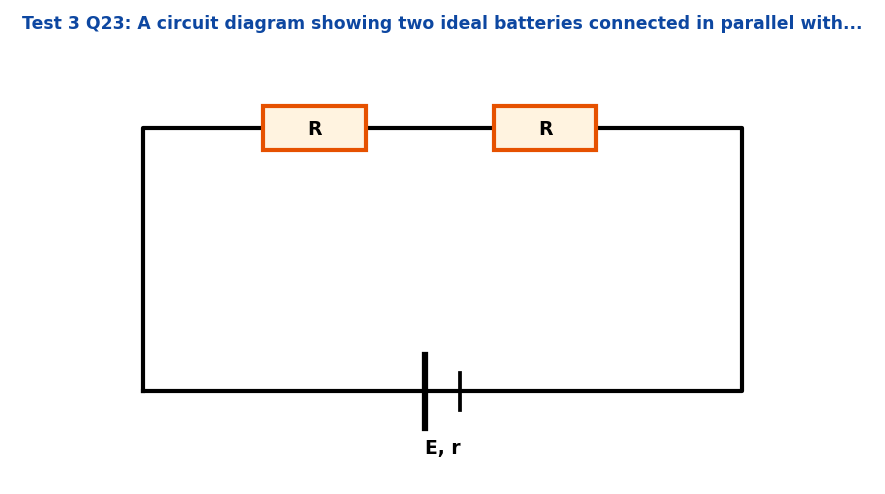 Test 3 Q23: A circuit diagram showing two ideal batteries connected in parallel with...
R R
E, r